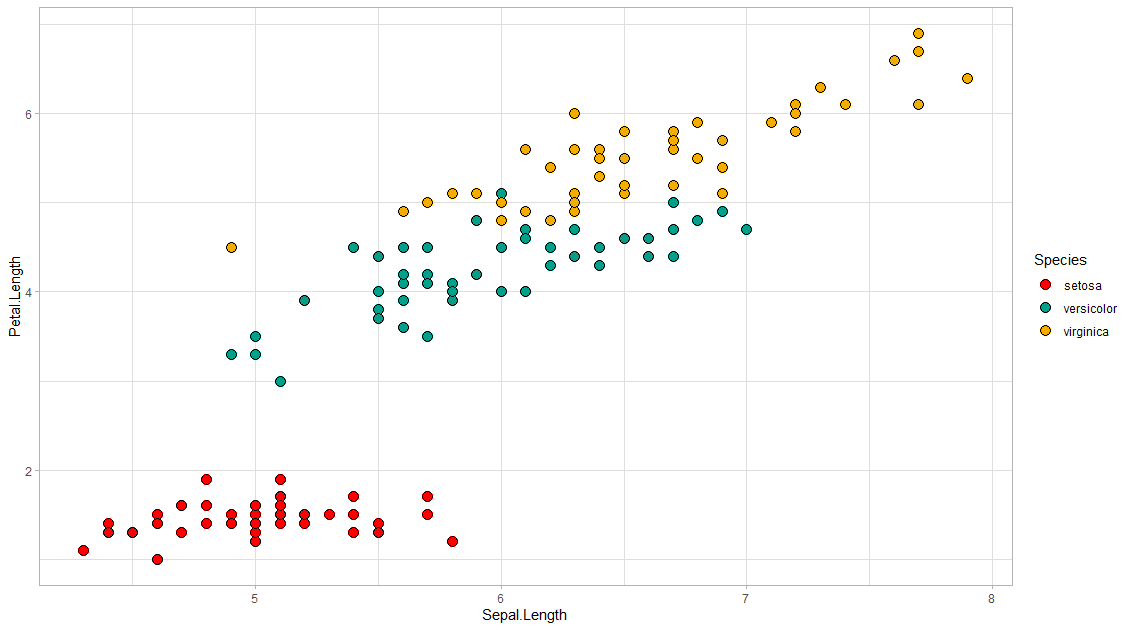 6
4
2
Petal.Length
5 6 7 8
Sepal.Length
Species
setosa
versicolor
virginica